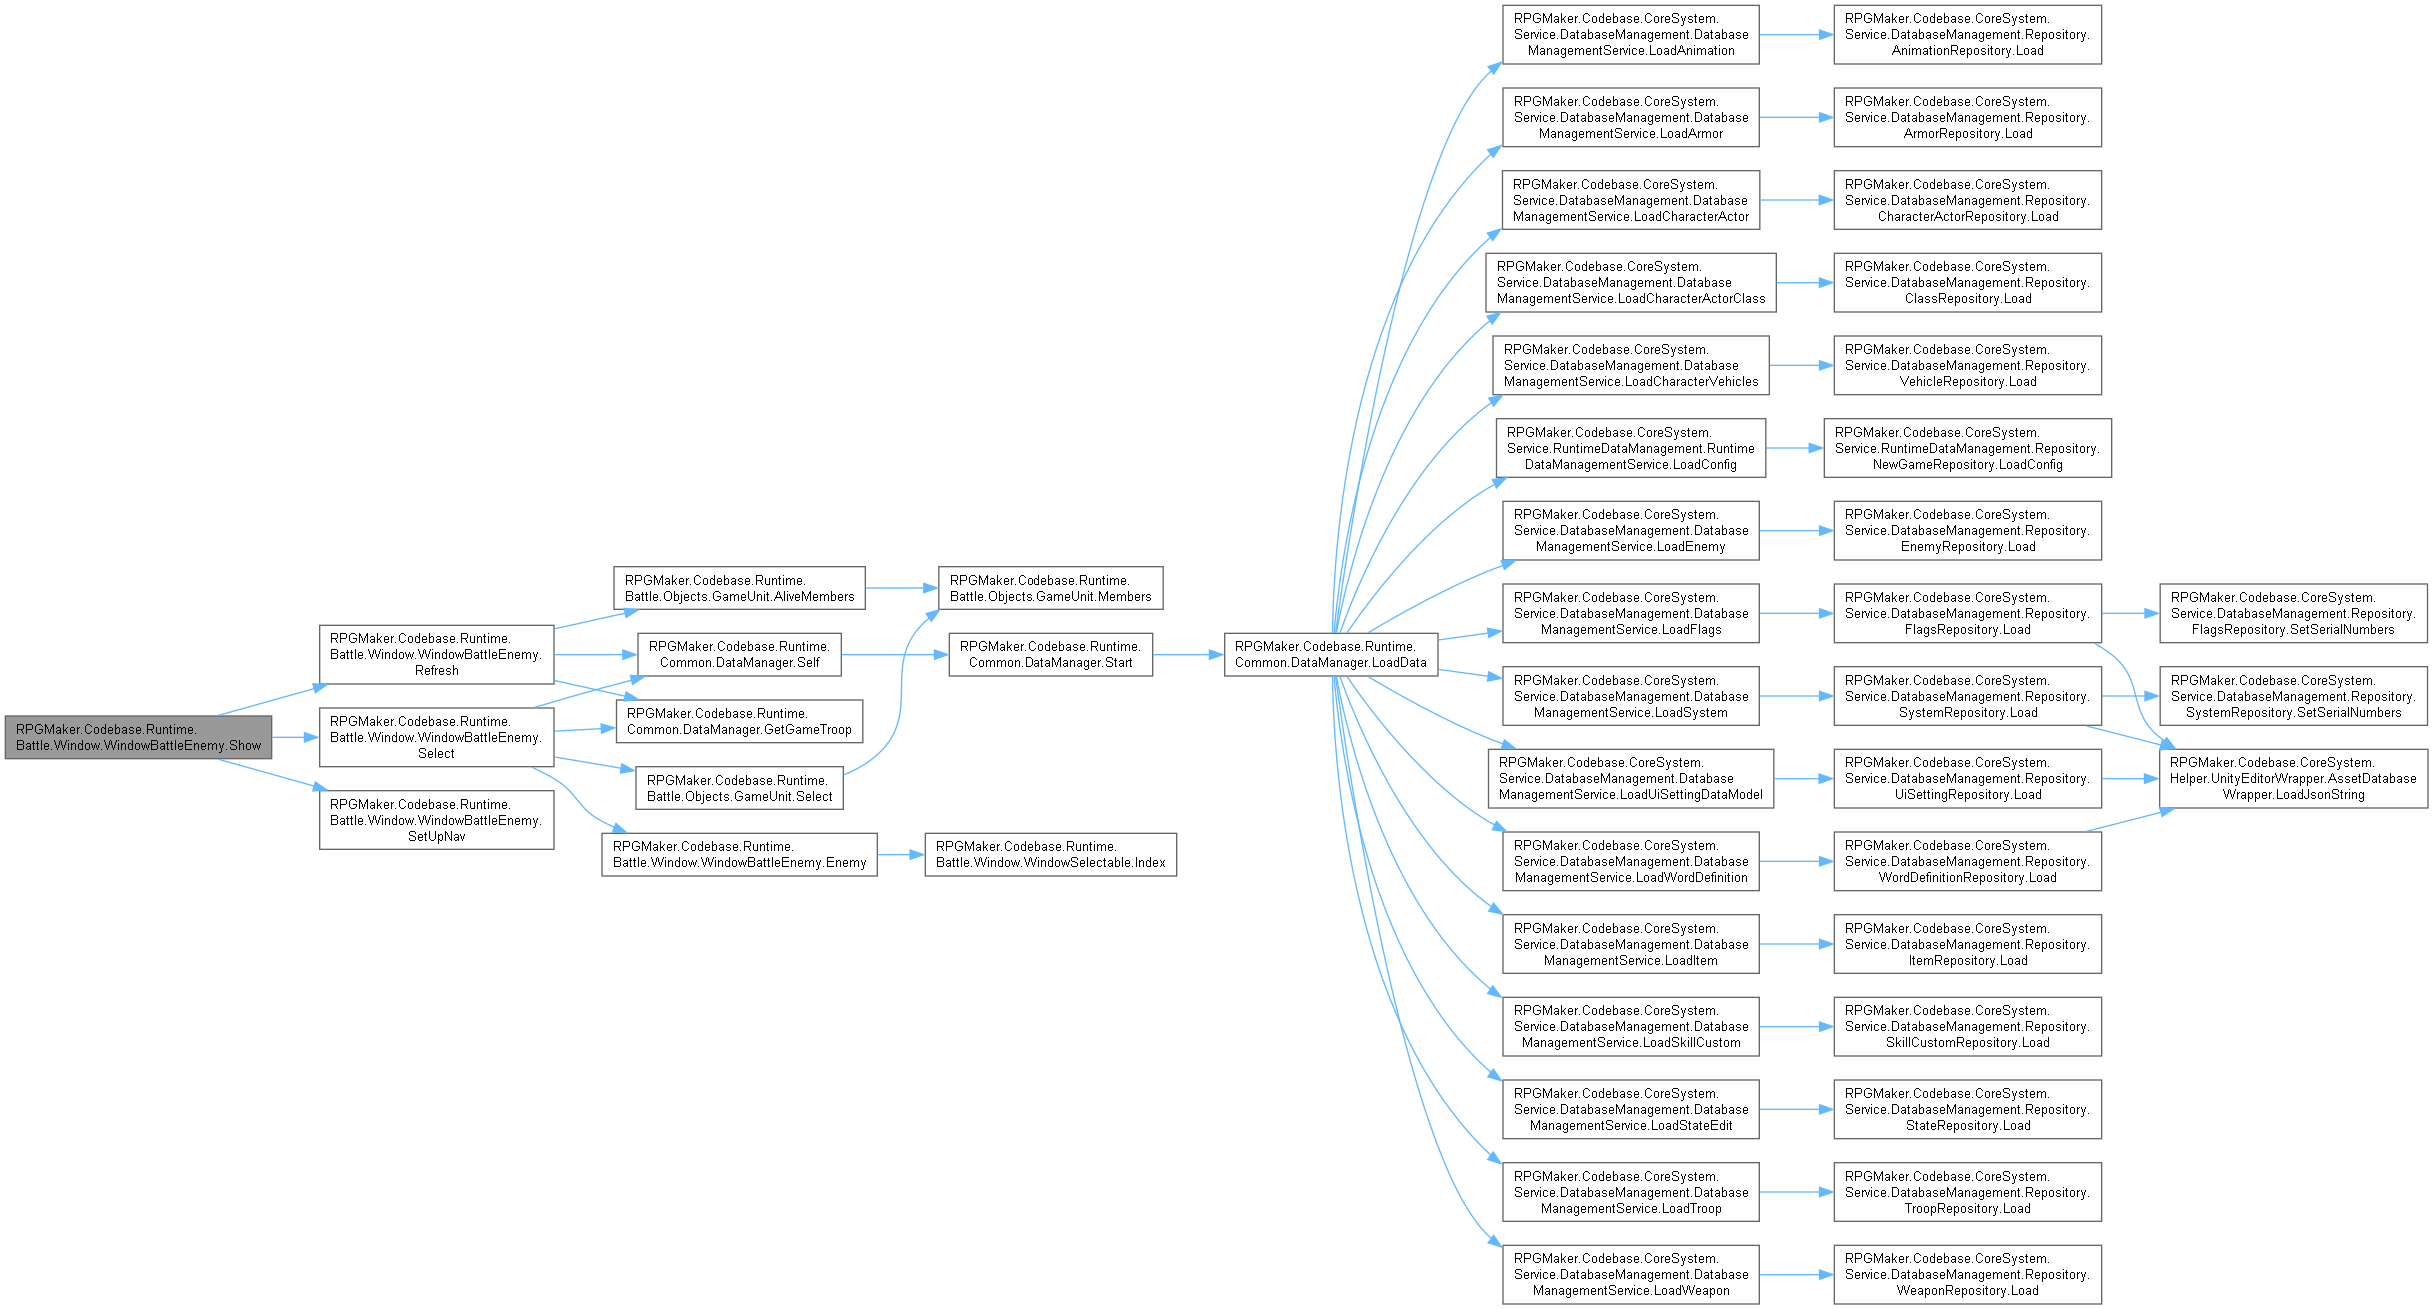 RPGMaker.Codebase.Runtime.
Battle.Window.WindowBattleEnemy.Show
RPGMaker.Codebase.Runtime.
Battle.Window.WindowBattleEnemy.
Refresh
RPGMaker.Codebase.Runtime.
Battle.Window.WindowBattleEnemy.
Select
RPGMaker.Codebase.Runtime.
Battle.Window.WindowBattleEnemy.
SetUpNav
RPGMaker.Codebase.Runtime.
Battle.Objects.GameUnit.AliveMembers
RPGMaker.Codebase.Runtime.
Common.DataManager.Self
RPGMaker.Codebase.Runtime.
Common.DataManager.GetGameTroop
RPGMaker.Codebase.Runtime.
Battle.Objects.GameUnit.Select
RPGMaker.Codebase.Runtime.
Battle.Window.WindowBattleEnemy.Enemy
RPGMaker.Codebase.Runtime.
Battle.Objects.GameUnit.Members
RPGMaker.Codebase.Runtime.
Common.DataManager.Start
RPGMaker.Codebase.Runtime.
Battle.Window.WindowSelectable.Index
RPGMaker.Codebase.Runtime.
Common.DataManager.LoadData
RPGMaker.Codebase.CoreSystem.
Service.DatabaseManagement.Database
ManagementService.LoadAnimation
RPGMaker.Codebase.CoreSystem.
Service.DatabaseManagement.Database
ManagementService.LoadArmor
RPGMaker.Codebase.CoreSystem.
Service.DatabaseManagement.Database
ManagementService.LoadCharacterActor
RPGMaker.Codebase.CoreSystem.
Service.DatabaseManagement.Database
ManagementService.LoadCharacterActorClass
RPGMaker.Codebase.CoreSystem.
Service.DatabaseManagement.Database
ManagementService.LoadCharacterVehicles
RPGMaker.Codebase.CoreSystem.
Service.RuntimeDataManagement.Runtime
DataManagementService.LoadConfig
RPGMaker.Codebase.CoreSystem.
Service.DatabaseManagement.Database
ManagementService.LoadEnemy
RPGMaker.Codebase.CoreSystem.
Service.DatabaseManagement.Database
ManagementService.LoadFlags
RPGMaker.Codebase.CoreSystem.
Service.DatabaseManagement.Database
ManagementService.LoadSystem
RPGMaker.Codebase.CoreSystem.
Service.DatabaseManagement.Database
ManagementService.LoadUiSettingDataModel
RPGMaker.Codebase.CoreSystem.
Service.DatabaseManagement.Database
ManagementService.LoadWordDefinition
RPGMaker.Codebase.CoreSystem.
Service.DatabaseManagement.Database
ManagementService.LoadItem
RPGMaker.Codebase.CoreSystem.
Service.DatabaseManagement.Database
ManagementService.LoadSkillCustom
RPGMaker.Codebase.CoreSystem.
Service.DatabaseManagement.Database
ManagementService.LoadStateEdit
RPGMaker.Codebase.CoreSystem.
Service.DatabaseManagement.Database
ManagementService.LoadTroop
RPGMaker.Codebase.CoreSystem.
Service.DatabaseManagement.Database
ManagementService.LoadWeapon
RPGMaker.Codebase.CoreSystem.
Service.DatabaseManagement.Repository.
AnimationRepository.Load
RPGMaker.Codebase.CoreSystem.
Service.DatabaseManagement.Repository.
ArmorRepository.Load
RPGMaker.Codebase.CoreSystem.
Service.DatabaseManagement.Repository.
CharacterActorRepository.Load
RPGMaker.Codebase.CoreSystem.
Service.DatabaseManagement.Repository.
ClassRepository.Load
RPGMaker.Codebase.CoreSystem.
Service.DatabaseManagement.Repository.
VehicleRepository.Load
RPGMaker.Codebase.CoreSystem.
Service.RuntimeDataManagement.Repository.
NewGameRepository.LoadConfig
RPGMaker.Codebase.CoreSystem.
Service.DatabaseManagement.Repository.
EnemyRepository.Load
RPGMaker.Codebase.CoreSystem.
Service.DatabaseManagement.Repository.
FlagsRepository.Load
RPGMaker.Codebase.CoreSystem.
Service.DatabaseManagement.Repository.
SystemRepository.Load
RPGMaker.Codebase.CoreSystem.
Service.DatabaseManagement.Repository.
UiSettingRepository.Load
RPGMaker.Codebase.CoreSystem.
Service.DatabaseManagement.Repository.
WordDefinitionRepository.Load
RPGMaker.Codebase.CoreSystem.
Service.DatabaseManagement.Repository.
ItemRepository.Load
RPGMaker.Codebase.CoreSystem.
Service.DatabaseManagement.Repository.
SkillCustomRepository.Load
RPGMaker.Codebase.CoreSystem.
Service.DatabaseManagement.Repository.
StateRepository.Load
RPGMaker.Codebase.CoreSystem.
Service.DatabaseManagement.Repository.
TroopRepository.Load
RPGMaker.Codebase.CoreSystem.
Service.DatabaseManagement.Repository.
WeaponRepository.Load
RPGMaker.Codebase.CoreSystem.
Service.DatabaseManagement.Repository.
FlagsRepository.SetSerialNumbers
RPGMaker.Codebase.CoreSystem.
Service.DatabaseManagement.Repository.
SystemRepository.SetSerialNumbers
RPGMaker.Codebase.CoreSystem.
Helper.UnityEditorWrapper.AssetDatabase
Wrapper.LoadJsonString